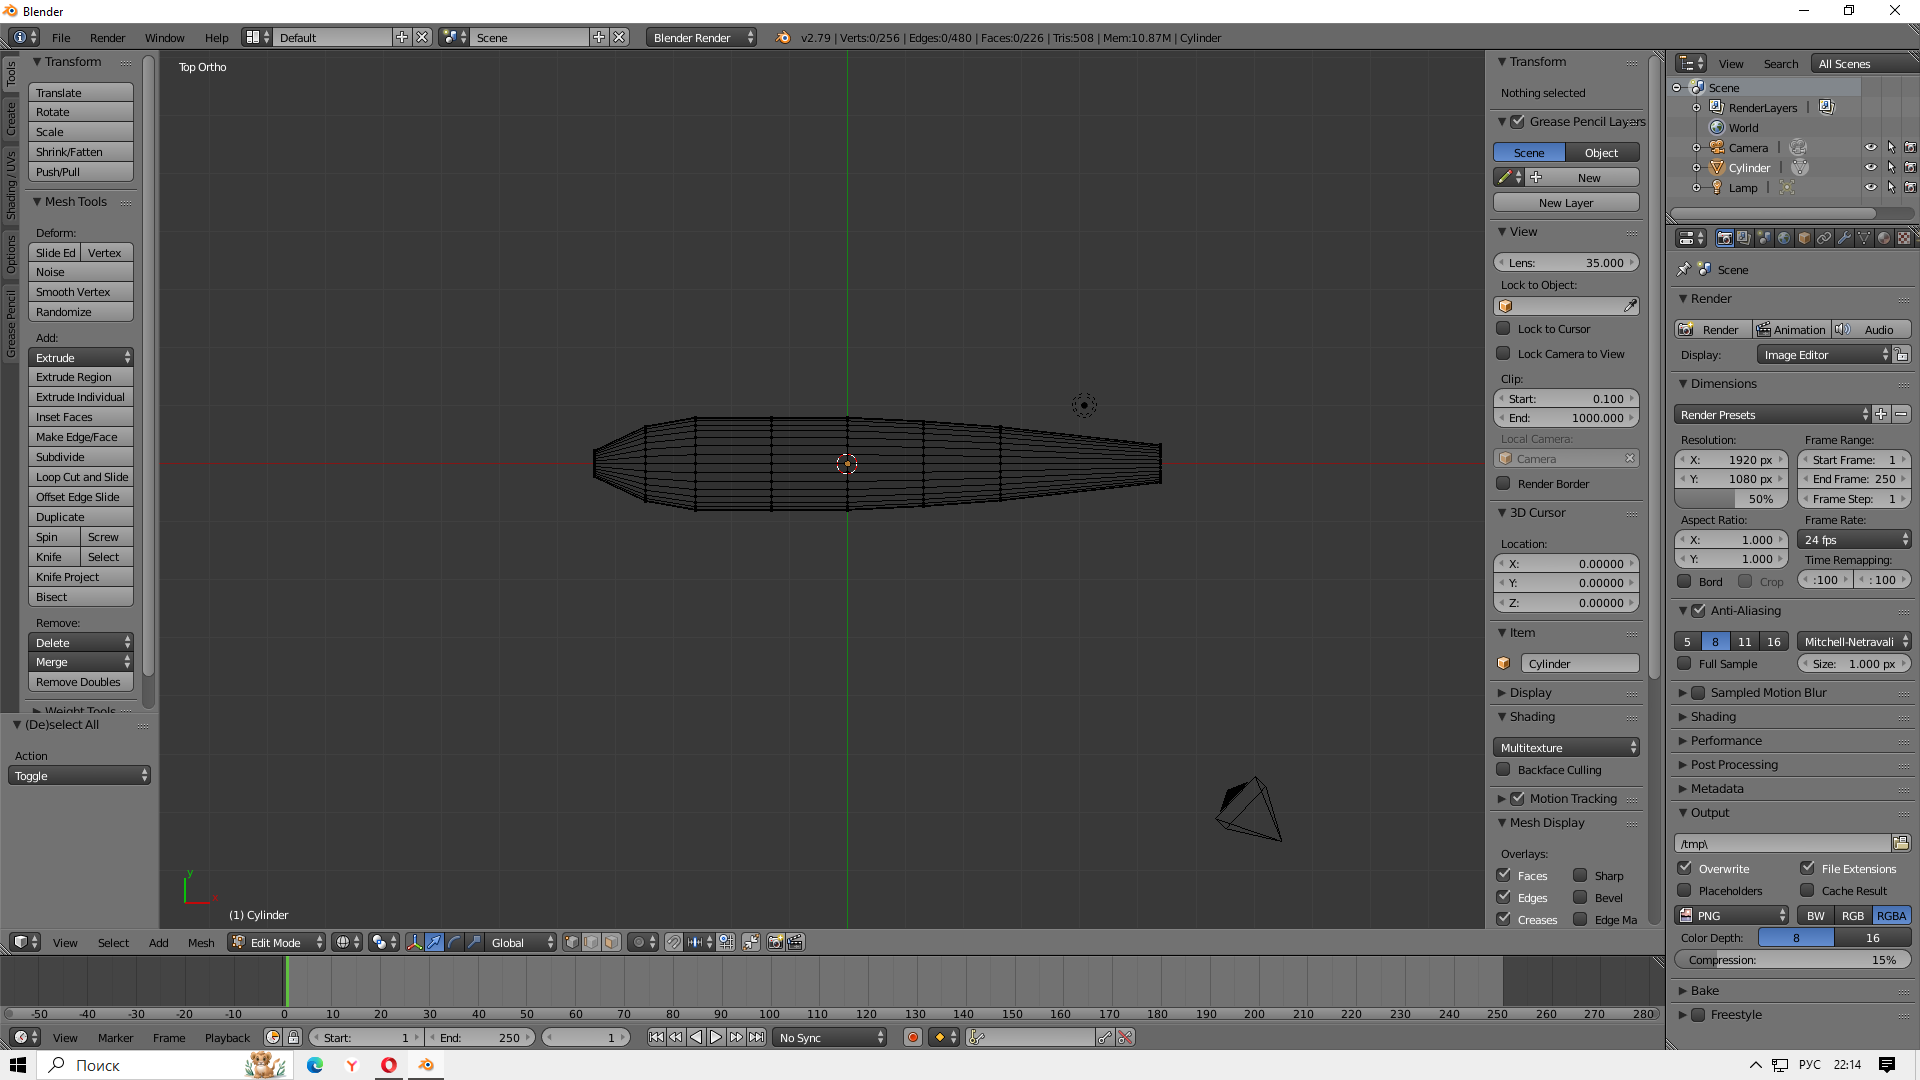 Blender
File Render Window Help Default Scene Blender Render v2.79 | Verts:0/256 | Edges:0/480 | Faces:0/226 | Tris:508 | Mem:10.87M | Cylinder
Tools
Create
Shading / UVs
Options
Grease Pencil
Transform
Translate
Rotate
Scale
Shrink/Fatten
Push/Pull
Mesh Tools
Deform:
Slide Ed Vertex
Noise
Smooth Vertex
Randomize
Add:
Extrude
Extrude Region
Extrude Individual
Inset Faces
Make Edge/Face
Subdivide
Loop Cut and Slide
Offset Edge Slide
Duplicate
Spin Screw
Knife Select
Knife Project
Bisect
Remove:
Delete
Merge
Remove Doubles
Weight Tools
(De)select All
Action
Toggle
Top Ortho
y
x
(1) Cylinder
Transform
Nothing selected
Grease Pencil Layers
Scene Object
New
New Layer
View
Lens: 35.000
Lock to Object:
Lock to Cursor
Lock Camera to View
Clip:
Start: 0.100
End: 1000.000
Local Camera:
Camera
Render Border
3D Cursor
Location:
X: 0.00000
Y: 0.00000
Z: 0.00000
Item
Cylinder
Display
Shading
Multitexture
Backface Culling
Motion Tracking
Mesh Display
Overlays:
Faces Sharp
Edges Bevel
Creases Edge Ma
View Search All Scenes
Scene
RenderLayers |
World
Camera |
Cylinder |
Lamp |
Scene
Render
Render Animation Audio
Display: Image Editor
Dimensions
Render Presets
Resolution: Frame Range:
X: 1920 px Start Frame: 1
Y: 1080 px End Frame: 250
50% Frame Step: 1
Aspect Ratio: Frame Rate:
X: 1.000 24 fps
Y: 1.000 Time Remapping:
Bord Crop :100 : 100
Anti-Aliasing
5 8 11 16 Mitchell-Netravali
Full Sample Size: 1.000 px
Sampled Motion Blur
Shading
Performance
Post Processing
Metadata
Output
/tmp\
Overwrite File Extensions
Placeholders Cache Result
PNG BW RGB RGBA
Color Depth: 8 16
Compression: 15%
Bake
Freestyle
View Select Add Mesh Edit Mode Global
-50 -40 -30 -20 -10 0 10 20 30 40 50 60 70 80 90 100 110 120 130 140 150 160 170 180 190 200 210 220 230 240 250 260 270 280
View Marker Frame Playback Start: 1 End: 250 1 No Sync
Поиск РУС 22:14